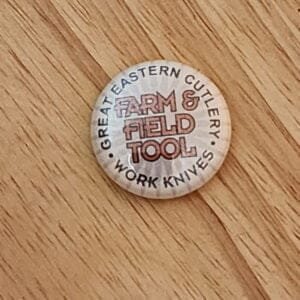 GREAT EASTERN CUTLERY
FARM &
FIELD
TOOL
• WORK KNIVES •